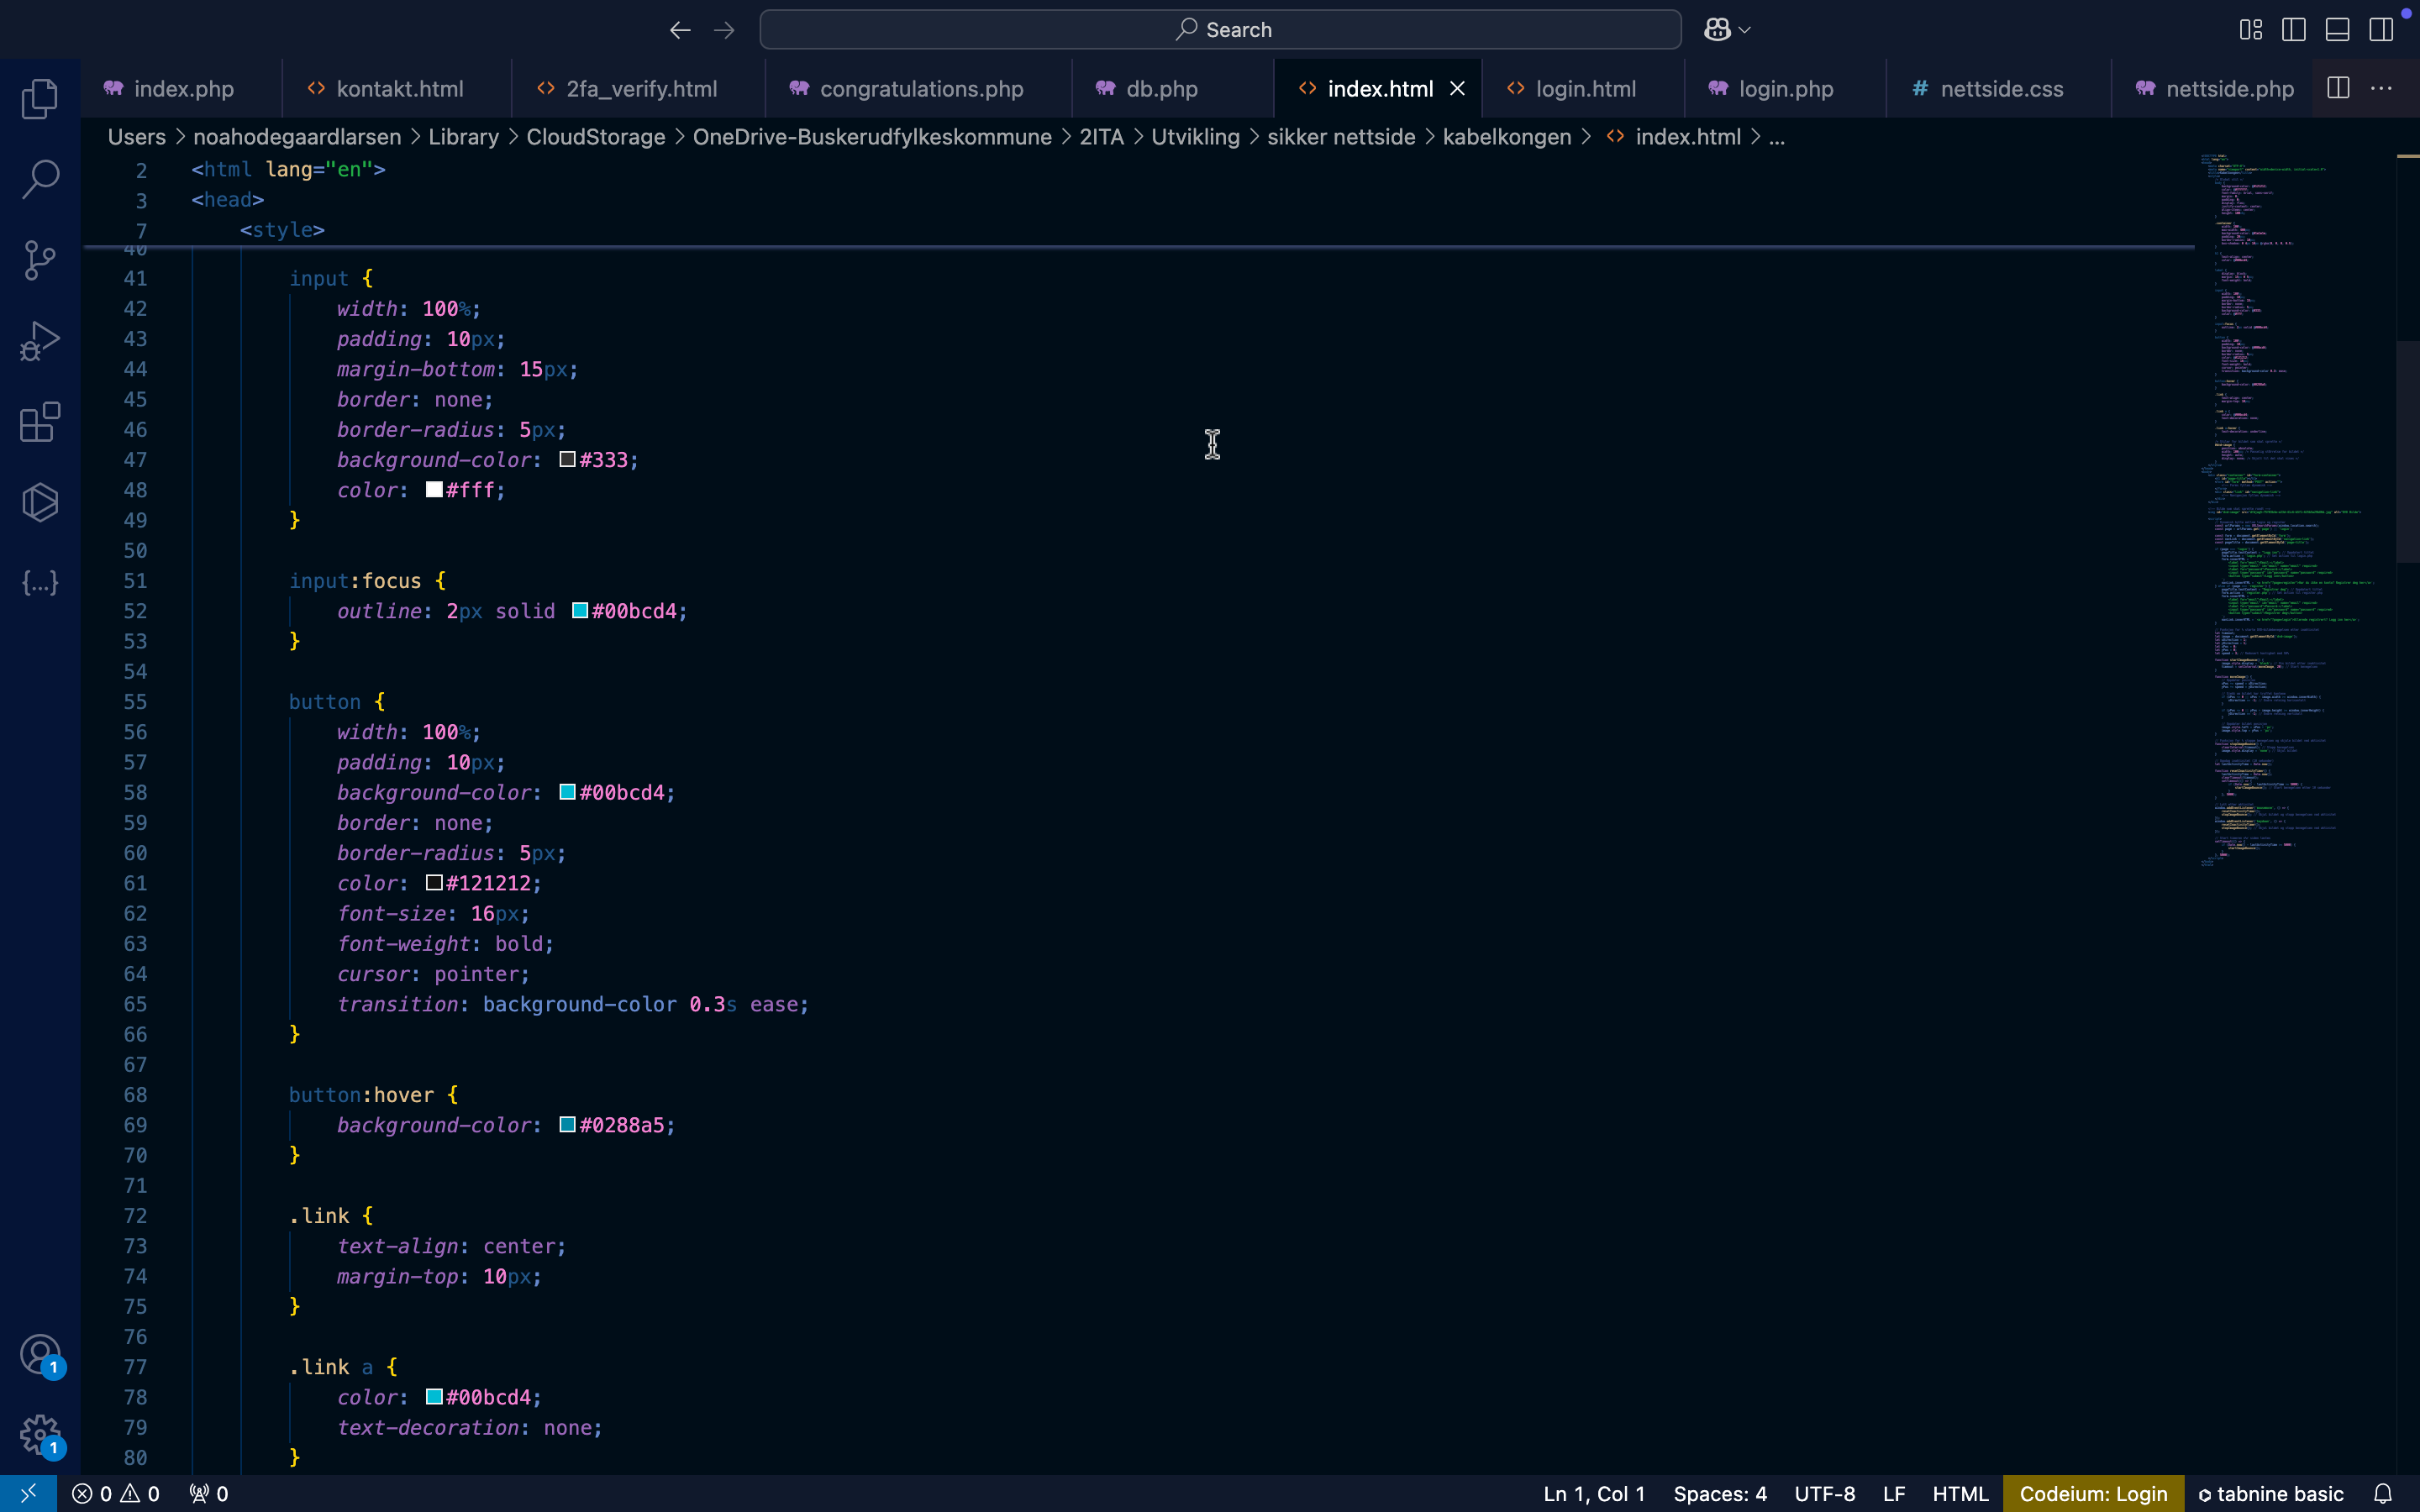 Search
index.php
kontakt.html
2fa_verify.html
congratulations.php
db.php
index.html
login.html
login.php
# nettside.css
nettside.php
Users > noahodegaardlarsen > Library > CloudStorage > OneDrive-Buskerudfylkeskommune > 2ITA > Utvikling > sikker nettside > kabelkongen > <> index.html > ...
2 <html lang="en">
3 <head>
7 <style>
40
41 input {
42 width: 100%;
43 padding: 10px;
44 margin-bottom: 15px;
45 border: none;
46 border-radius: 5px;
47 background-color: #333;
48 color: #fff;
49 }
50
51 input:focus {
52 outline: 2px solid #00bcd4;
53 }
54
55 button {
56 width: 100%;
57 padding: 10px;
58 background-color: #00bcd4;
59 border: none;
60 border-radius: 5px;
61 color: #121212;
62 font-size: 16px;
63 font-weight: bold;
64 cursor: pointer;
65 transition: background-color 0.3s ease;
66 }
67
68 button:hover {
69 background-color: #0288a5;
70 }
71
72 .link {
73 text-align: center;
74 margin-top: 10px;
75 }
76
77 .link a {
78 color: #00bcd4;
79 text-decoration: none;
80 }
1
1
0 0 0
Ln 1, Col 1
Spaces: 4
UTF-8
LF
HTML
Codeium: Login
tabnine basic